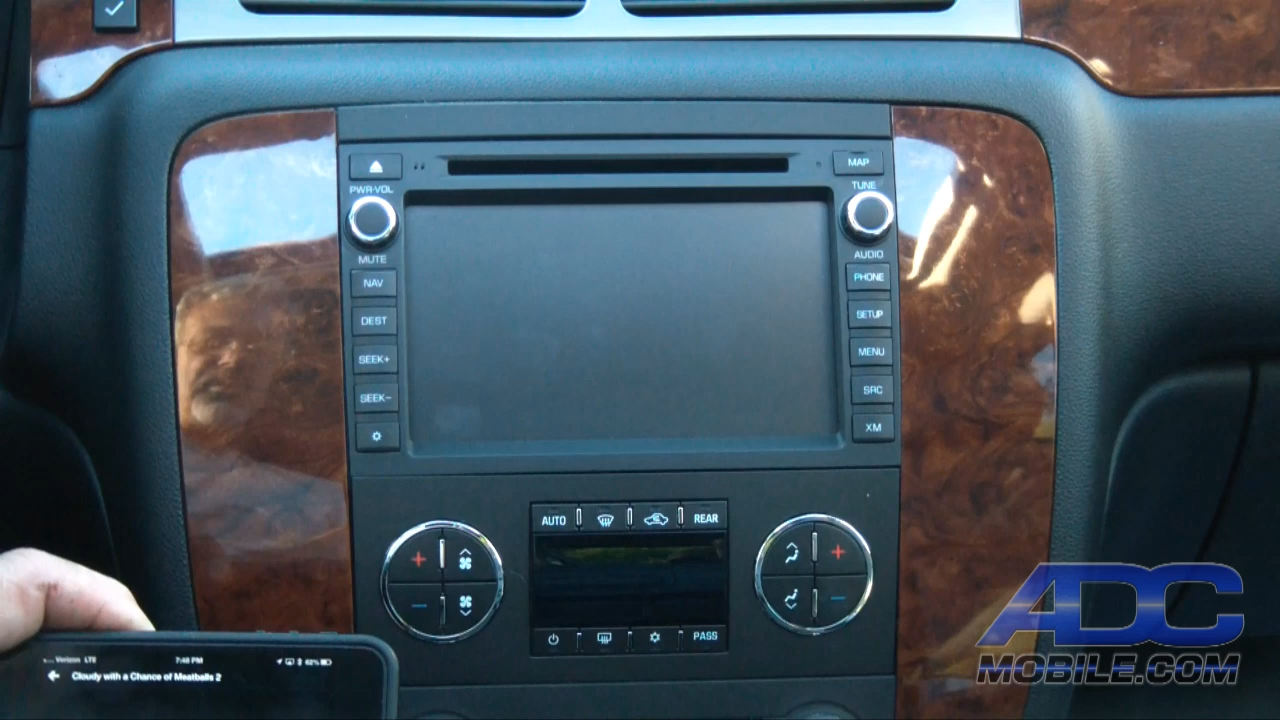 MAP
PWR-VOL
TUNE
MUTE
AUDIO
NAV
PHONE
DEST
SETUP
SEEK+
MENU
SEEK-
SRC
XM
AUTO
REAR
PASS
Verizon LTE 7:48 PM 62%
Cloudy with a Chance of Meatballs 2
ADC
MOBILE.COM